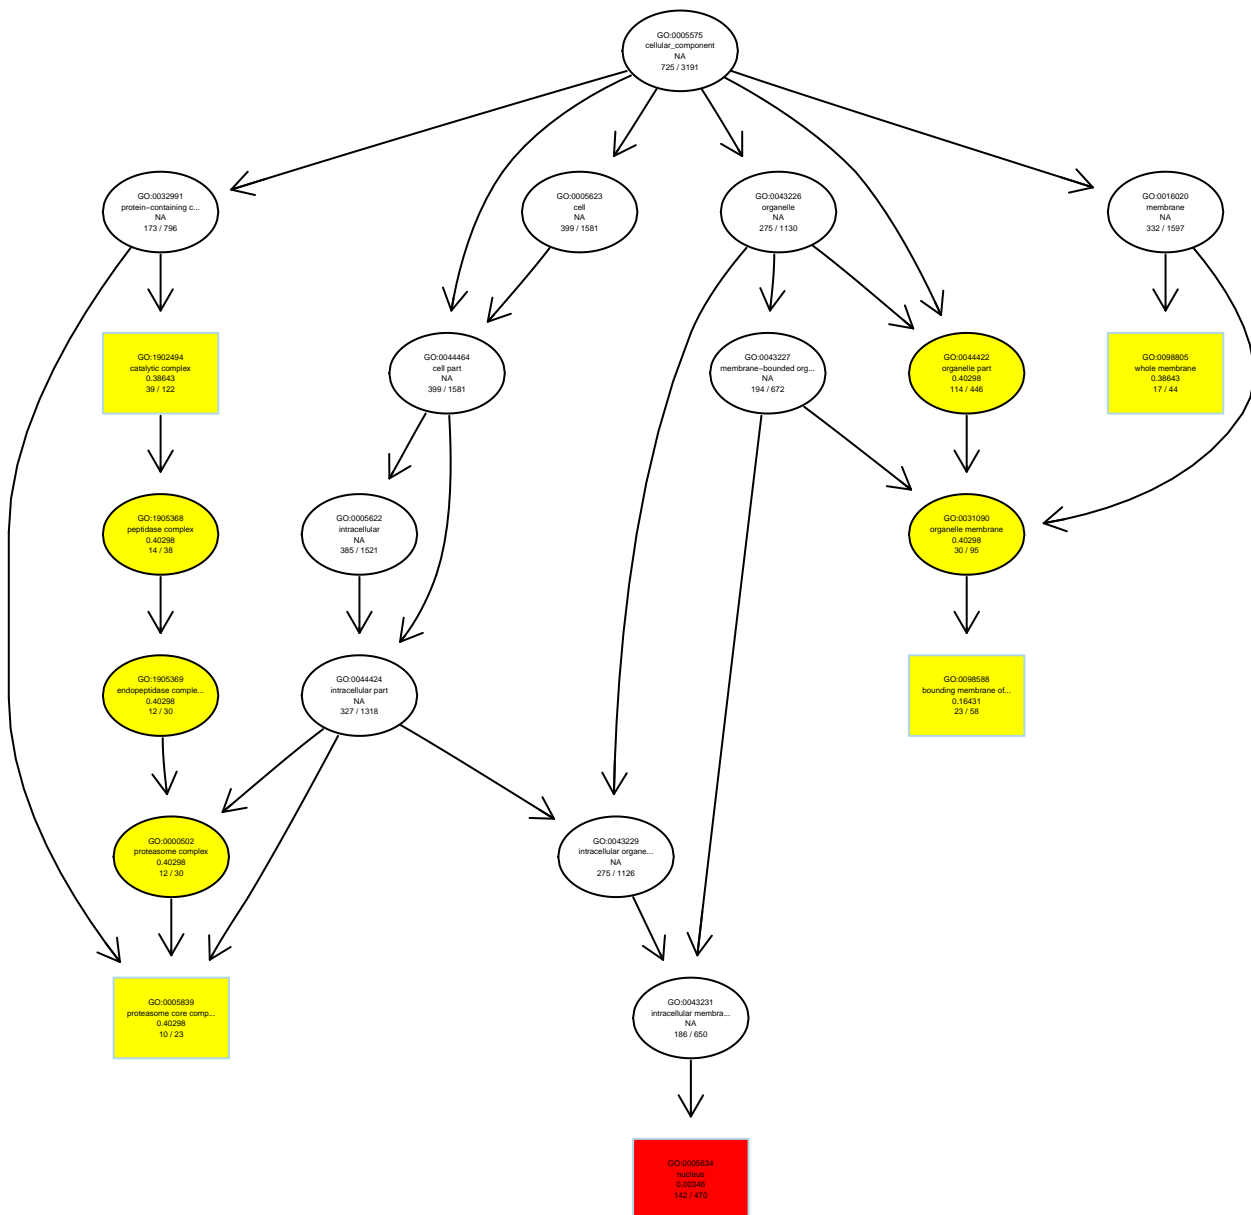 GO:0005575
cellular_component
NA
725 / 3191
GO:0032991
protein−containing c...
NA
173 / 796
GO:0005623
cell
NA
399 / 1581
GO:0043226
organelle
NA
275 / 1130
GO:0016020
membrane
NA
332 / 1597
GO:1902494
catalytic complex
0.38643
39 / 122
GO:0044464
cell part
NA
399 / 1581
GO:0043227
membrane−bounded org...
NA
194 / 672
GO:0044422
organelle part
0.40298
114 / 446
GO:0098805
whole membrane
0.38643
17 / 44
GO:1905368
peptidase complex
0.40298
14 / 38
GO:0005622
intracellular
NA
385 / 1521
GO:0031090
organelle membrane
0.40298
30 / 95
GO:1905369
endopeptidase comple...
0.40298
12 / 30
GO:0044424
intracellular part
NA
327 / 1318
GO:0098588
bounding membrane of...
0.16431
23 / 58
GO:0000502
proteasome complex
0.40298
12 / 30
GO:0043229
intracellular organe...
NA
275 / 1126
GO:0005839
proteasome core comp...
0.40298
10 / 23
GO:0043231
intracellular membra...
NA
186 / 650
GO:0005634
nucleus
0.00345
142 / 470